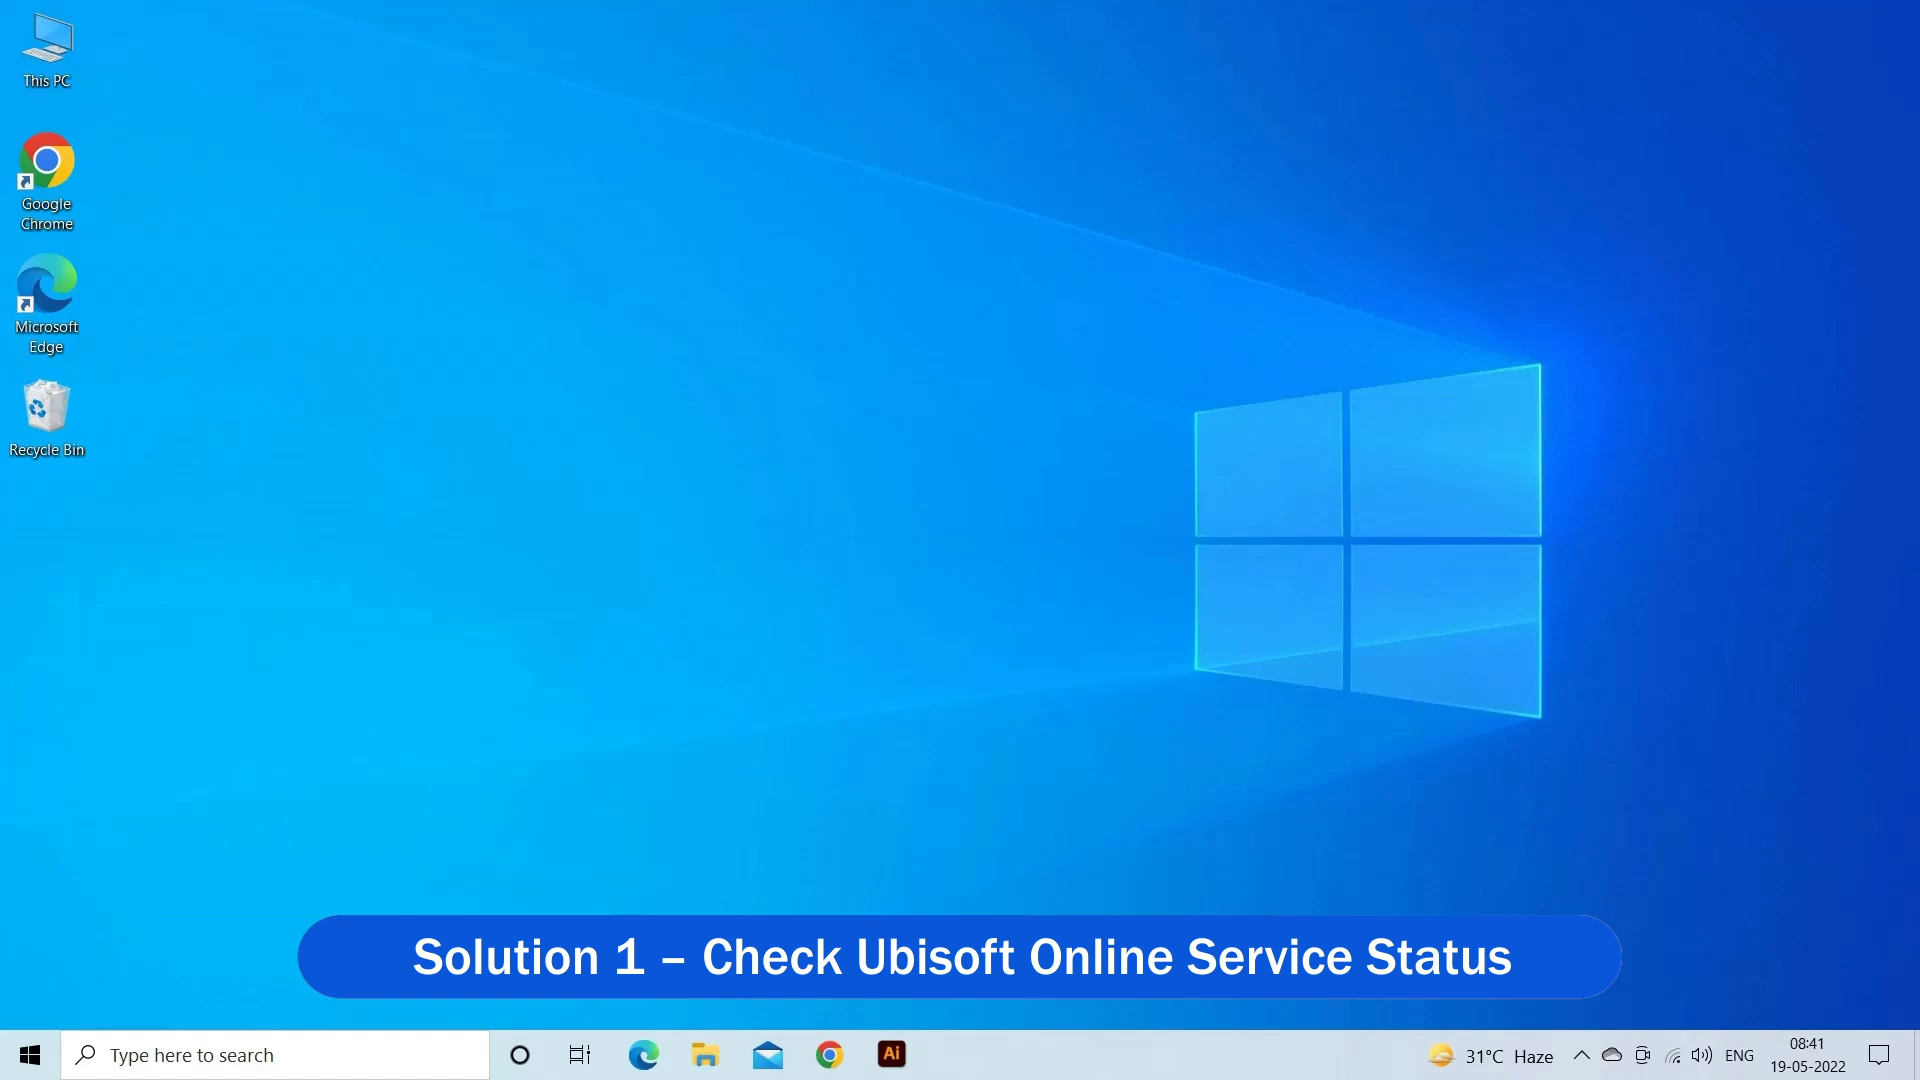 This PC
Google
Chrome
Microsoft
Edge
Recycle Bin
Solution 1 – Check Ubisoft Online Service Status
Type here to search
Ai
31°C Haze
ENG
08:41
19-05-2022